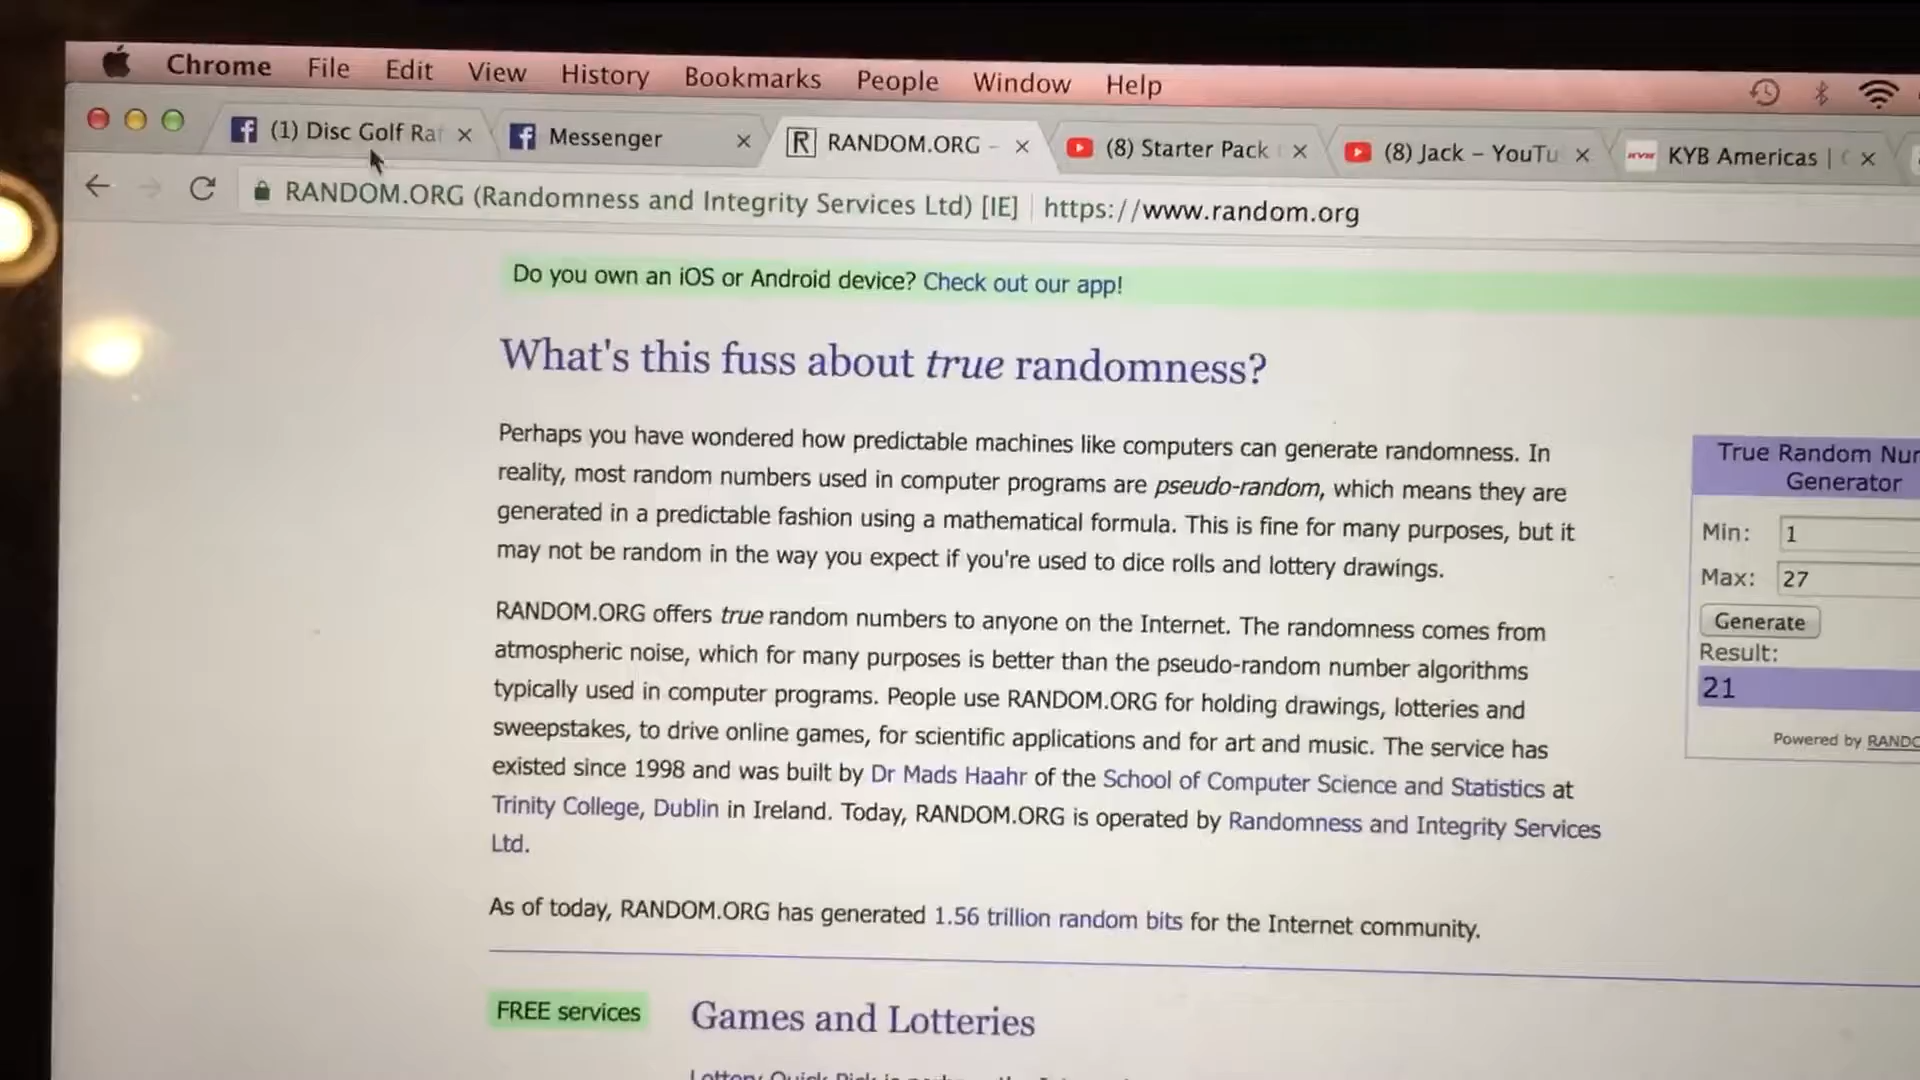 Chrome File Edit View History Bookmarks People Window Help
(1) Disc Golf Raf Messenger RANDOM.ORG – (8) Starter Pack (8) Jack – YouTu KYB Americas |
RANDOM.ORG (Randomness and Integrity Services Ltd) [IE] https://www.random.org
Do you own an iOS or Android device? Check out our app!
What's this fuss about true randomness?
Perhaps you have wondered how predictable machines like computers can generate randomness. In
reality, most random numbers used in computer programs are pseudo-random, which means they are
generated in a predictable fashion using a mathematical formula. This is fine for many purposes, but it
may not be random in the way you expect if you're used to dice rolls and lottery drawings.
RANDOM.ORG offers true random numbers to anyone on the Internet. The randomness comes from
atmospheric noise, which for many purposes is better than the pseudo-random number algorithms
typically used in computer programs. People use RANDOM.ORG for holding drawings, lotteries and
sweepstakes, to drive online games, for scientific applications and for art and music. The service has
existed since 1998 and was built by Dr Mads Haahr of the School of Computer Science and Statistics at
Trinity College, Dublin in Ireland. Today, RANDOM.ORG is operated by Randomness and Integrity Services
Ltd.
As of today, RANDOM.ORG has generated 1.56 trillion random bits for the Internet community.
FREE services
Games and Lotteries
True Random Nur
Generator
Min: 1
Max: 27
Generate
Result:
21
Powered by RANDO